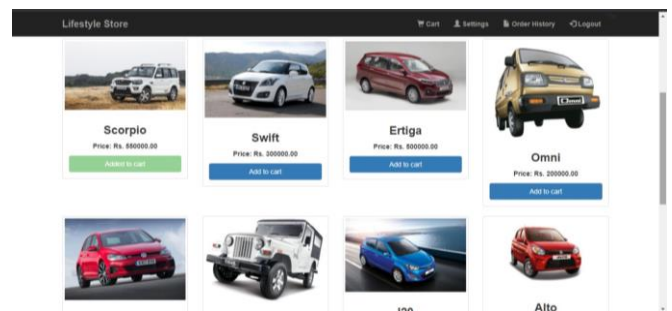 Lifestyle Store Cart Settings Order History Logout
Scorpio
Price: Rs. 550000.00
Added to cart
Swift
Price: Rs. 300000.00
Add to cart
Ertiga
Price: Rs. 500000.00
Add to cart
Omni
Price: Rs. 200000.00
Add to cart
Alto